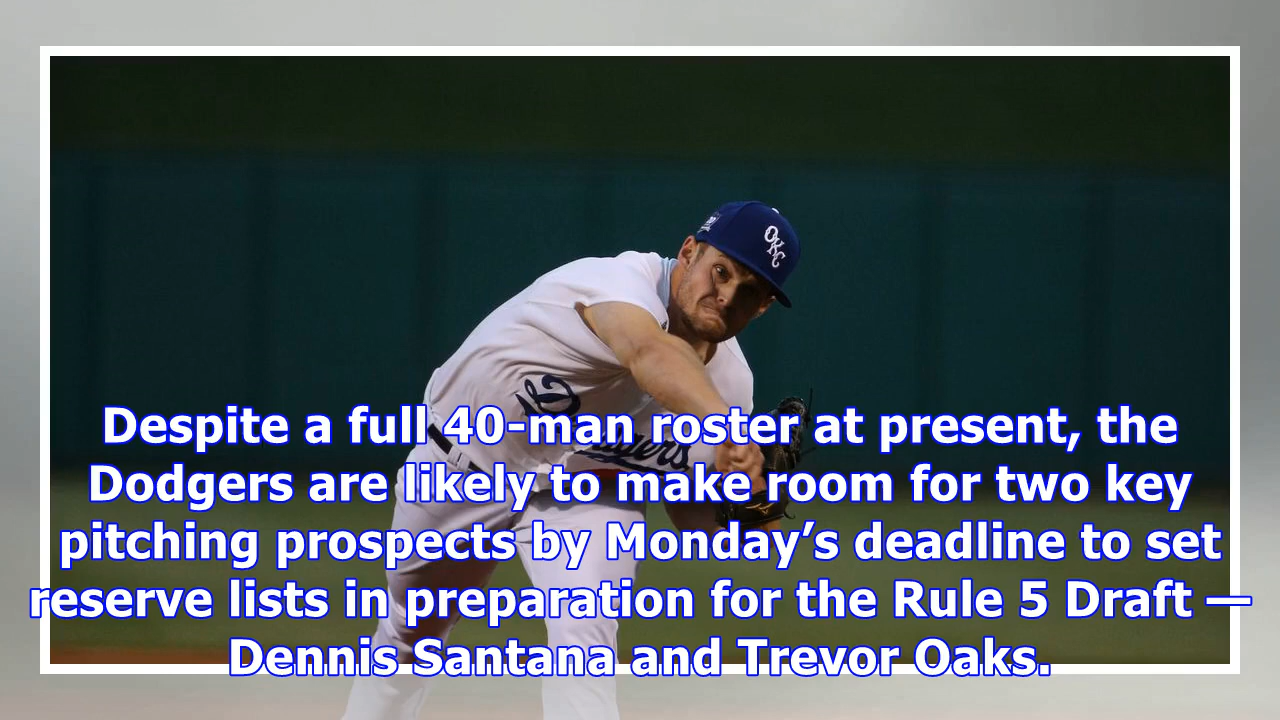 OKC
Dodgers
Despite a full 40-man roster at present, the
Dodgers are likely to make room for two key
pitching prospects by Monday’s deadline to set
reserve lists in preparation for the Rule 5 Draft —
Dennis Santana and Trevor Oaks.